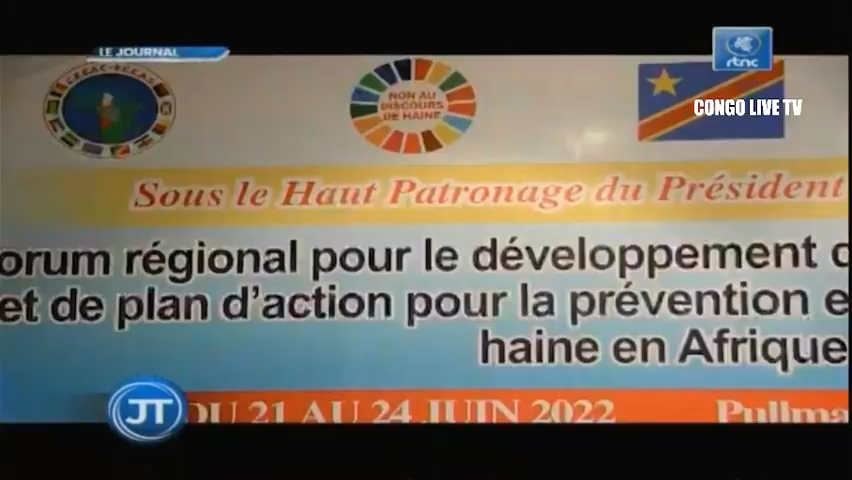 LE JOURNAL
rtnc
CEEAC-ECCAS
NON AU
DISCOURS
DE HAINE
CONGO LIVE TV
Sous le Haut Patronage du Président
orum régional pour le développement
et de plan d'action pour la prévention e
haine en Afrique
JT
DU 21 AU 24 JUIN 2022 Pullma